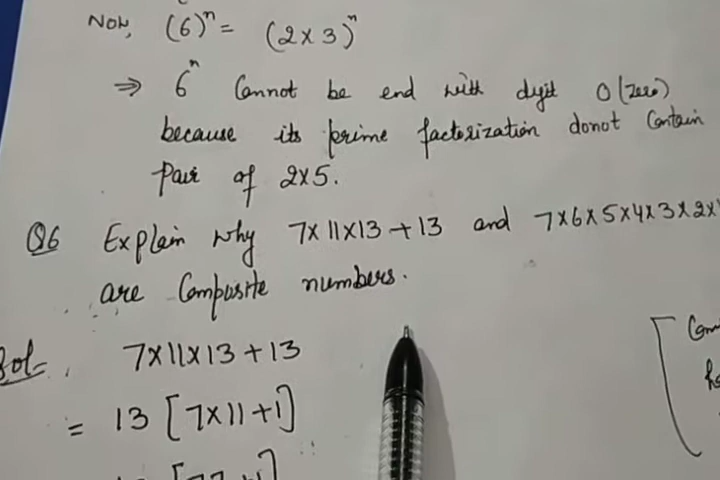 Now, (6)ⁿ = (2×3)ⁿ
⇒ 6ⁿ Cannot be end with digit 0 (zero)
because its prime factorization donot Contain
Pair of 2×5.
Q6 Explain why 7×11×13+13 and 7×6×5×4×3×2×
are Composite numbers.
Sol=. 7×11×13+13
= 13[7×11+1]